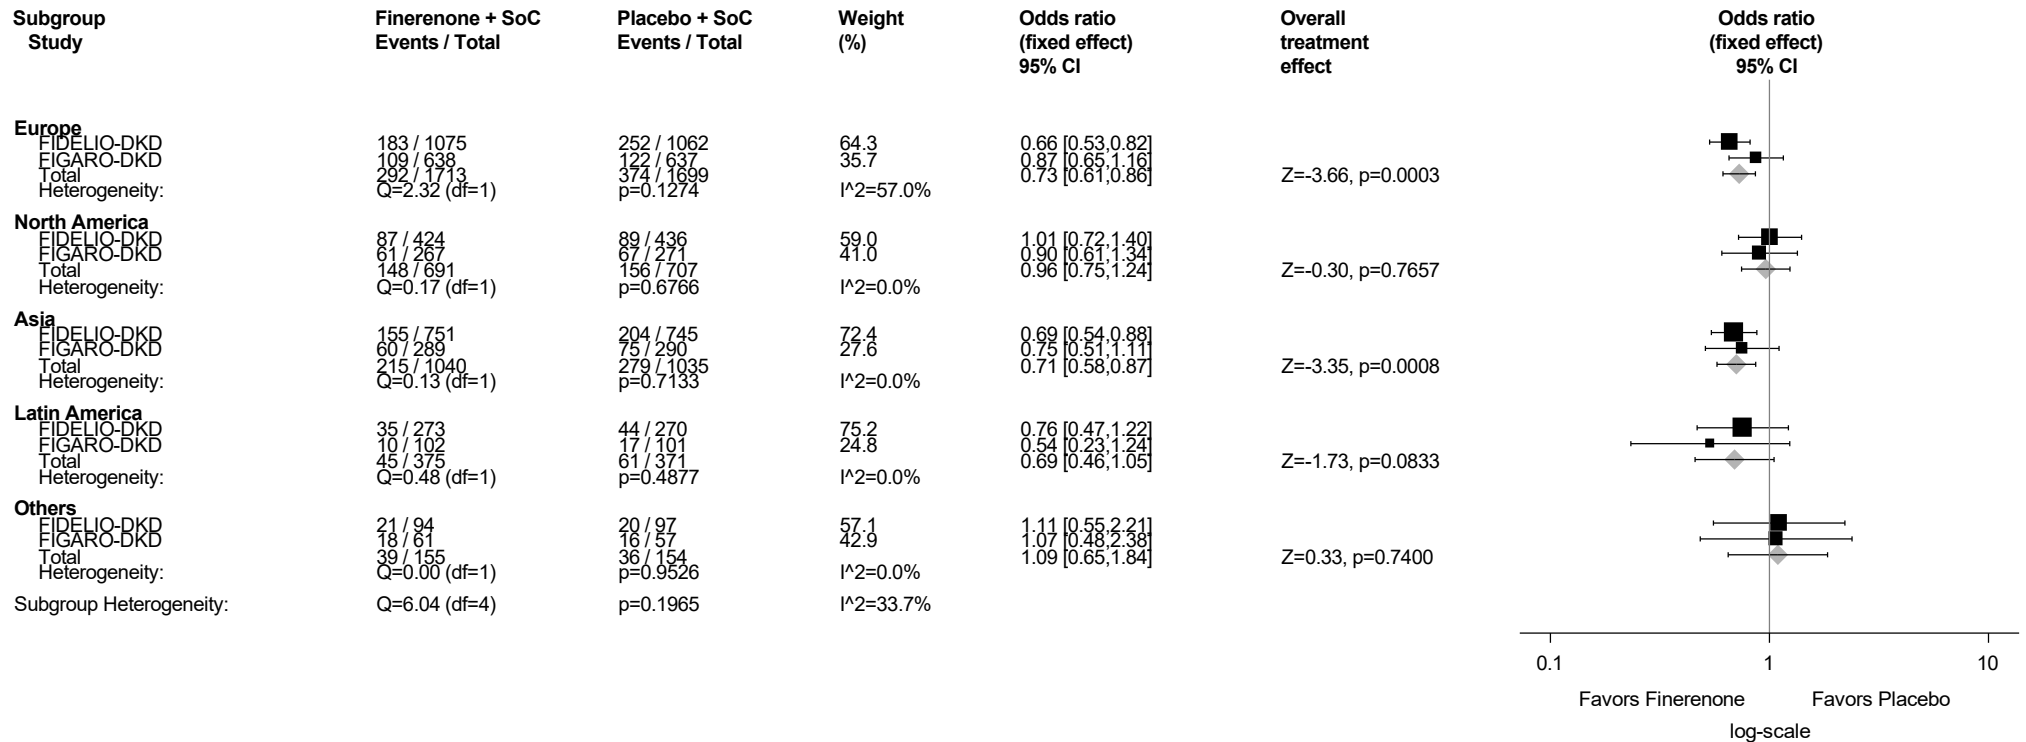 Subgroup Finerenone + SoC Placebo + SoC Weight Odds ratio Overall Odds ratio
Study Events / Total Events / Total (%) (fixed effect) treatment (fixed effect)
95% CI effect 95% CI
Europe
FIDELIO-DKD 183 / 1075 252 / 1062 64.3 0.66 [0.53,0.82]
FIGARO-DKD 109 / 638 122 / 637 35.7 0.87 [0.65,1.16]
Total 292 / 1713 374 / 1699 0.73 [0.61,0.86] Z=-3.66, p=0.0003
Heterogeneity: Q=2.32 (df=1) p=0.1274 I^2=57.0%
North America
FIDELIO-DKD 87 / 424 89 / 436 59.0 1.01 [0.72,1.40]
FIGARO-DKD 61 / 267 67 / 271 41.0 0.90 [0.61,1.34]
Total 148 / 691 156 / 707 0.96 [0.75,1.24] Z=-0.30, p=0.7657
Heterogeneity: Q=0.17 (df=1) p=0.6766 I^2=0.0%
Asia
FIDELIO-DKD 155 / 751 204 / 745 72.4 0.69 [0.54,0.88]
FIGARO-DKD 60 / 289 75 / 290 27.6 0.75 [0.51,1.11]
Total 215 / 1040 279 / 1035 0.71 [0.58,0.87] Z=-3.35, p=0.0008
Heterogeneity: Q=0.13 (df=1) p=0.7133 I^2=0.0%
Latin America
FIDELIO-DKD 35 / 273 44 / 270 75.2 0.76 [0.47,1.22]
FIGARO-DKD 10 / 102 17 / 101 24.8 0.54 [0.23,1.24]
Total 45 / 375 61 / 371 0.69 [0.46,1.05] Z=-1.73, p=0.0833
Heterogeneity: Q=0.48 (df=1) p=0.4877 I^2=0.0%
Others
FIDELIO-DKD 21 / 94 20 / 97 57.1 1.11 [0.55,2.21]
FIGARO-DKD 18 / 61 16 / 57 42.9 1.07 [0.48,2.38]
Total 39 / 155 36 / 154 1.09 [0.65,1.84] Z=0.33, p=0.7400
Heterogeneity: Q=0.00 (df=1) p=0.9526 I^2=0.0%
Subgroup Heterogeneity: Q=6.04 (df=4) p=0.1965 I^2=33.7%
0.1 1 10
Favors Finerenone Favors Placebo
log-scale